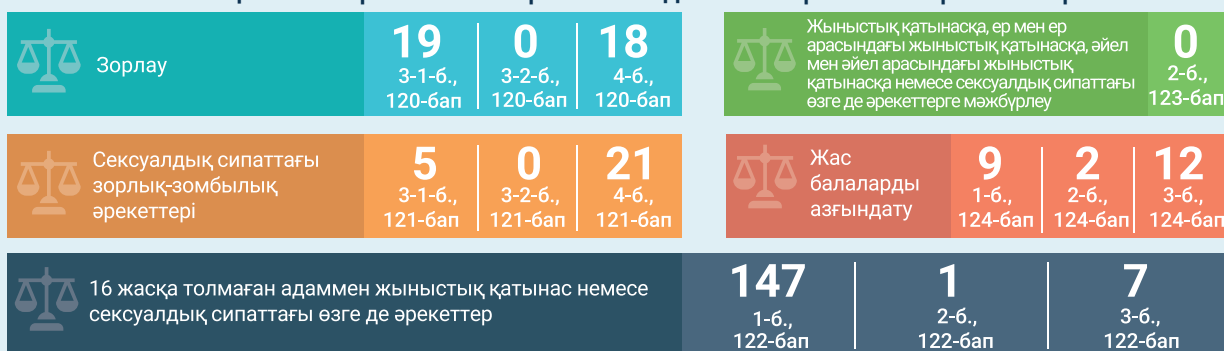 Зорлау
19
3-1-б.,
120-бап
0
3-2-б.,
120-бап
18
4-б.,
120-бап
Жыныстық қатынасқа, ер мен ер
арасындағы жыныстық қатынасқа, әйел
мен әйел арасындағы жыныстық
қатынасқа немесе сексуалдық сипаттағы
өзге де әрекеттерге мәжбүрлеу
0
2-б.,
123-бап
Сексуалдық сипаттағы
зорлық-зомбылық
әрекеттері
5
3-1-б.,
121-бап
0
3-2-б.,
121-бап
21
4-б.,
121-бап
Жас
балаларды
азғындату
9
1-б.,
124-бап
2
2-б.,
124-бап
12
3-б.,
124-бап
16 жасқа толмаған адаммен жыныстық қатынас немесе
сексуалдық сипаттағы өзге де әрекеттер
147
1-б.,
122-бап
1
2-б.,
122-бап
7
3-б.,
122-бап